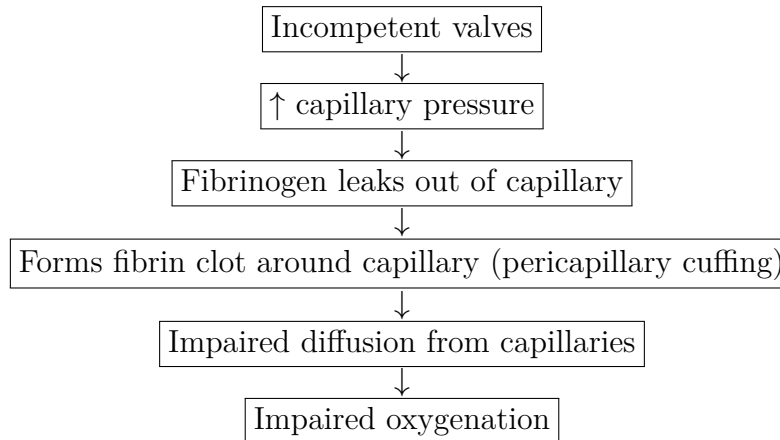 Incompetent valves
↑ capillary pressure
Fibrinogen leaks out of capillary
Forms fibrin clot around capillary (pericapillary cuffing)
Impaired diffusion from capillaries
Impaired oxygenation